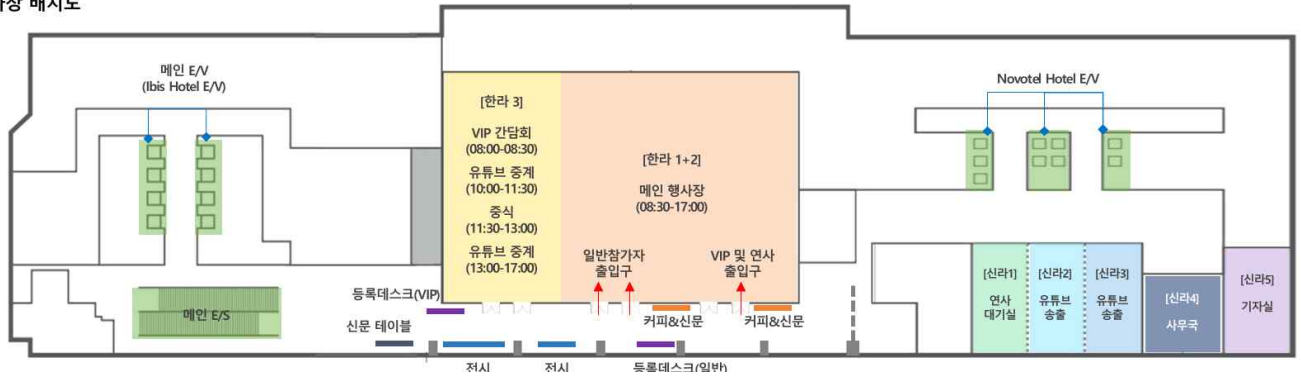 배치도
메인 E/V
(Ibis Hotel E/V)
메인 E/S
[한라 3]
VIP 간담회
(08:00-08:30)
유튜브 중계
(10:00-11:30)
중식
(11:30-13:00)
유튜브 중계
(13:00-17:00)
[한라 1+2]
메인 행사장
(08:30-17:00)
일반참가자
출입구
VIP 및 연사
출입구
등록데스크(VIP)
신문 테이블
커피&신문
커피&신문
전시
전시
등록데스크(일반)
Novotel Hotel E/V
[신라1]
연사
대기실
[신라2]
유튜브
송출
[신라3]
유튜브
송출
[신라4]
사무국
[신라5]
기자실